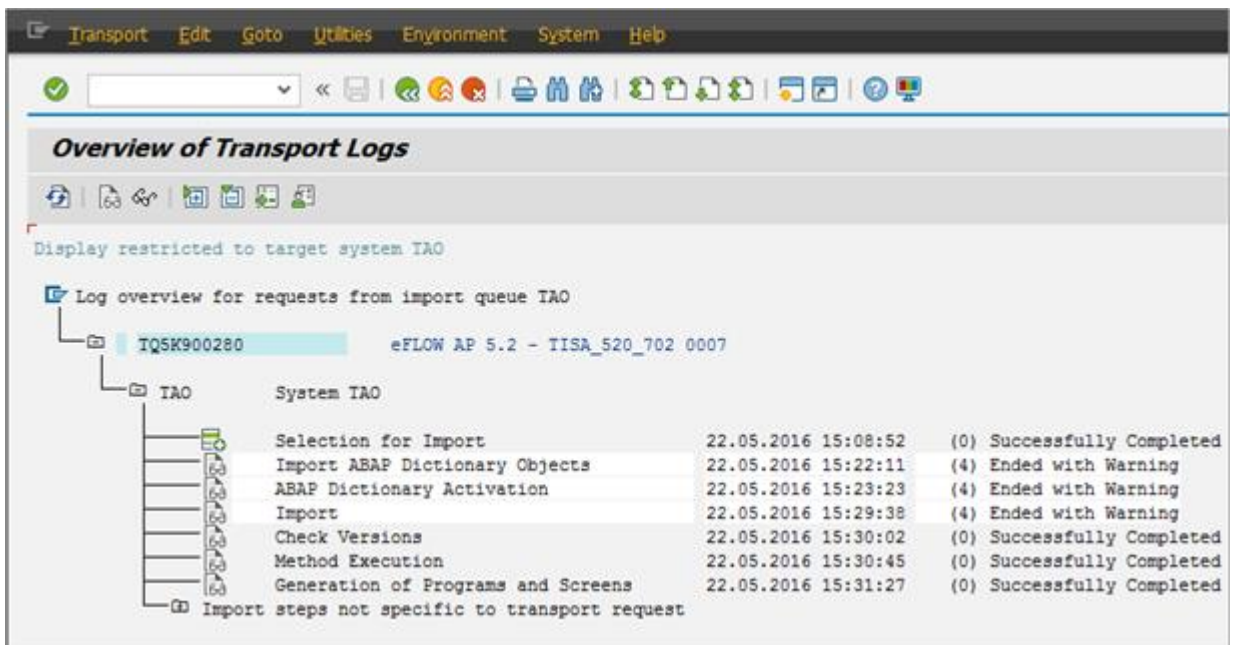 Transport Edit Goto Utilities Environment System Help
Overview of Transport Logs
Display restricted to target system TAO
Log overview for requests from import queue TAO
TQ5K900280 eFLOW AP 5.2 - TISA_520_702 0007
TAO System TAO
Selection for Import 22.05.2016 15:08:52 (0) Successfully Completed
Import ABAP Dictionary Objects 22.05.2016 15:22:11 (4) Ended with Warning
ABAP Dictionary Activation 22.05.2016 15:23:23 (4) Ended with Warning
Import 22.05.2016 15:29:38 (4) Ended with Warning
Check Versions 22.05.2016 15:30:02 (0) Successfully Completed
Method Execution 22.05.2016 15:30:45 (0) Successfully Completed
Generation of Programs and Screens 22.05.2016 15:31:27 (0) Successfully Completed
Import steps not specific to transport request